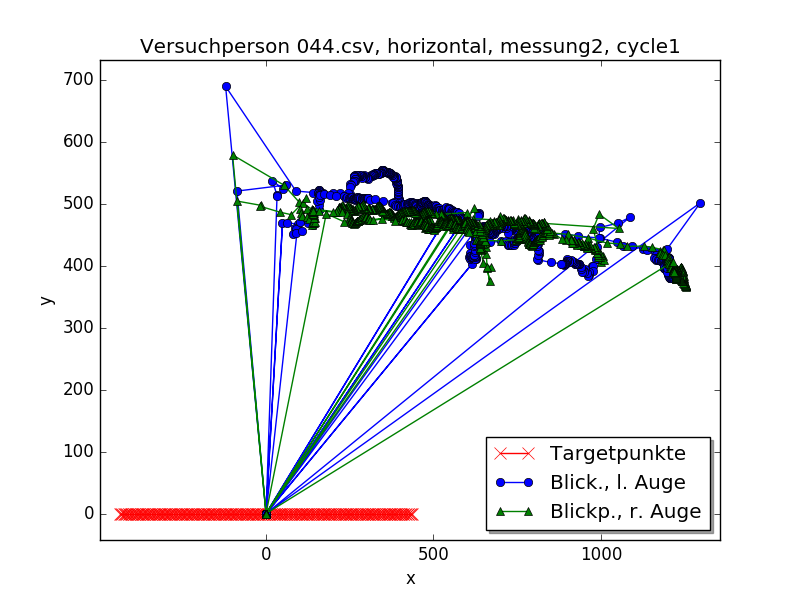 Versuchperson 044.csv, horizontal, messung2, cycle1
700
600
500
400
300
200
100
0
y
0 500 1000
x
Targetpunkte
Blick., l. Auge
Blickp., r. Auge